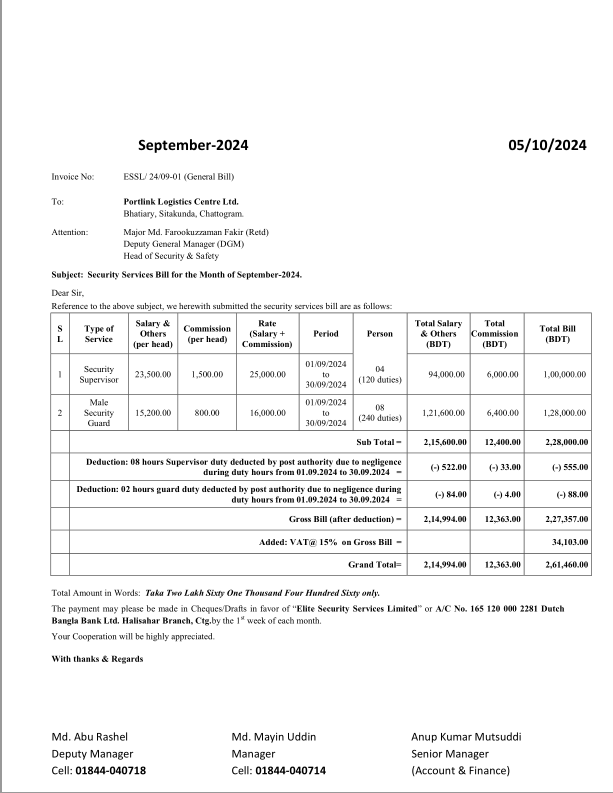 September-2024 05/10/2024
Invoice No: ESSL/ 24/09-01 (General Bill)
To: Portlink Logistics Centre Ltd.
Bhatiary, Sitakunda, Chattogram.
Attention: Major Md. Farookuzzaman Fakir (Retd)
Deputy General Manager (DGM)
Head of Security & Safety
Subject: Security Services Bill for the Month of September-2024.
Dear Sir,
Reference to the above subject, we herewith submitted the security services bill are as follows:
S L Type of Service Salary & Others (per head) Commission (per head) Rate (Salary + Commission) Period Person Total Salary & Others (BDT) Total Commission (BDT) Total Bill (BDT)
1 Security Supervisor 23,500.00 1,500.00 25,000.00 01/09/2024 to 30/09/2024 04 (120 duties) 94,000.00 6,000.00 1,00,000.00
2 Male Security Guard 15,200.00 800.00 16,000.00 01/09/2024 to 30/09/2024 08 (240 duties) 1,21,600.00 6,400.00 1,28,000.00
Sub Total = 2,15,600.00 12,400.00 2,28,000.00
Deduction: 08 hours Supervisor duty deducted by post authority due to negligence
during duty hours from 01.09.2024 to 30.09.2024 = (-) 522.00 (-) 33.00 (-) 555.00
Deduction: 02 hours guard duty deducted by post authority due to negligence during
duty hours from 01.09.2024 to 30.09.2024 = (-) 84.00 (-) 4.00 (-) 88.00
Gross Bill (after deduction) = 2,14,994.00 12,363.00 2,27,357.00
Added: VAT@ 15% on Gross Bill = 34,103.00
Grand Total= 2,14,994.00 12,363.00 2,61,460.00
Total Amount in Words: Taka Two Lakh Sixty One Thousand Four Hundred Sixty only.
The payment may please be made in Cheques/Drafts in favor of “Elite Security Services Limited” or A/C No. 165 120 000 2281 Dutch
Bangla Bank Ltd. Halisahar Branch, Ctg.by the 1st week of each month.
Your Cooperation will be highly appreciated.
With thanks & Regards
Md. Abu Rashel Md. Mayin Uddin Anup Kumar Mutsuddi
Deputy Manager Manager Senior Manager
Cell: 01844-040718 Cell: 01844-040714 (Account & Finance)